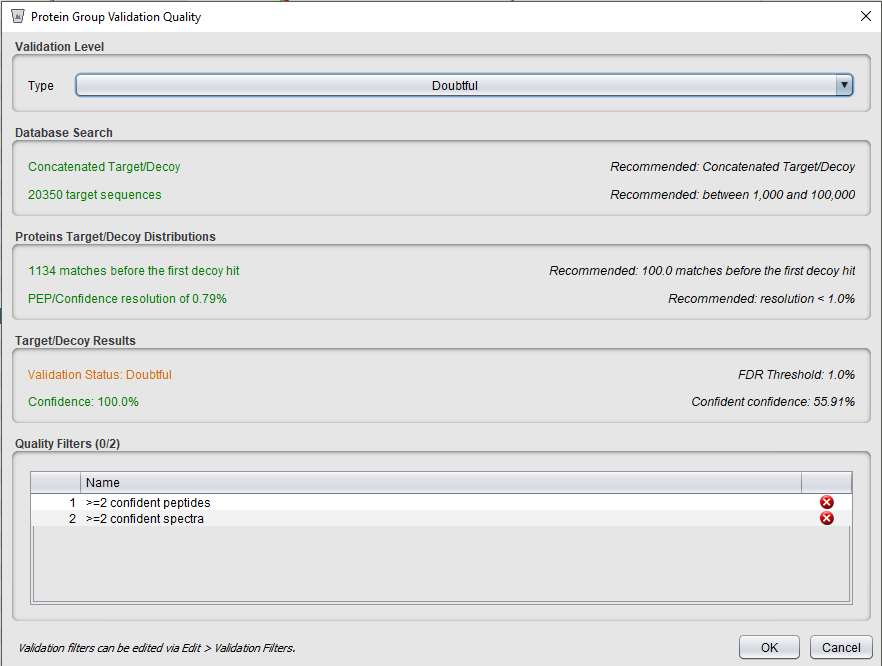 Protein Group Validation Quality
Validation Level
Type Doubtful
Database Search
Concatenated Target/Decoy Recommended: Concatenated Target/Decoy
20350 target sequences Recommended: between 1,000 and 100,000
Proteins Target/Decoy Distributions
1134 matches before the first decoy hit Recommended: 100.0 matches before the first decoy hit
PEP/Confidence resolution of 0.79% Recommended: resolution < 1.0%
Target/Decoy Results
Validation Status: Doubtful FDR Threshold: 1.0%
Confidence: 100.0% Confident confidence: 55.91%
Quality Filters (0/2)
Name
1 >=2 confident peptides
2 >=2 confident spectra
Validation filters can be edited via Edit > Validation Filters. OK Cancel